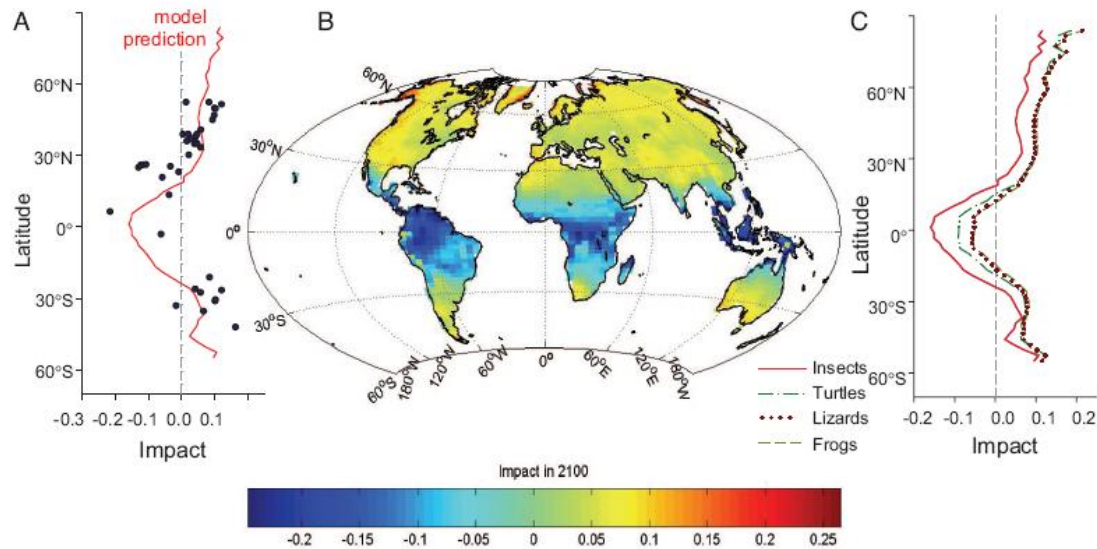 A
model
prediction
60°N
30°N
0°
30°S
60°S
Latitude
-0.3 -0.2 -0.1 0.0 0.1
Impact
B
60°N
30°N
0°
30°S
60°S
180°W
120°W
60°W
0°
60°E
120°E
180°W
Insects
Turtles
Lizards
Frogs
C
60°N
30°N
0°
30°S
60°S
Latitude
-0.2 -0.1 0.0 0.1 0.2
Impact
Impact in 2100
-0.2 -0.15 -0.1 -0.05 0 0.05 0.1 0.15 0.2 0.25